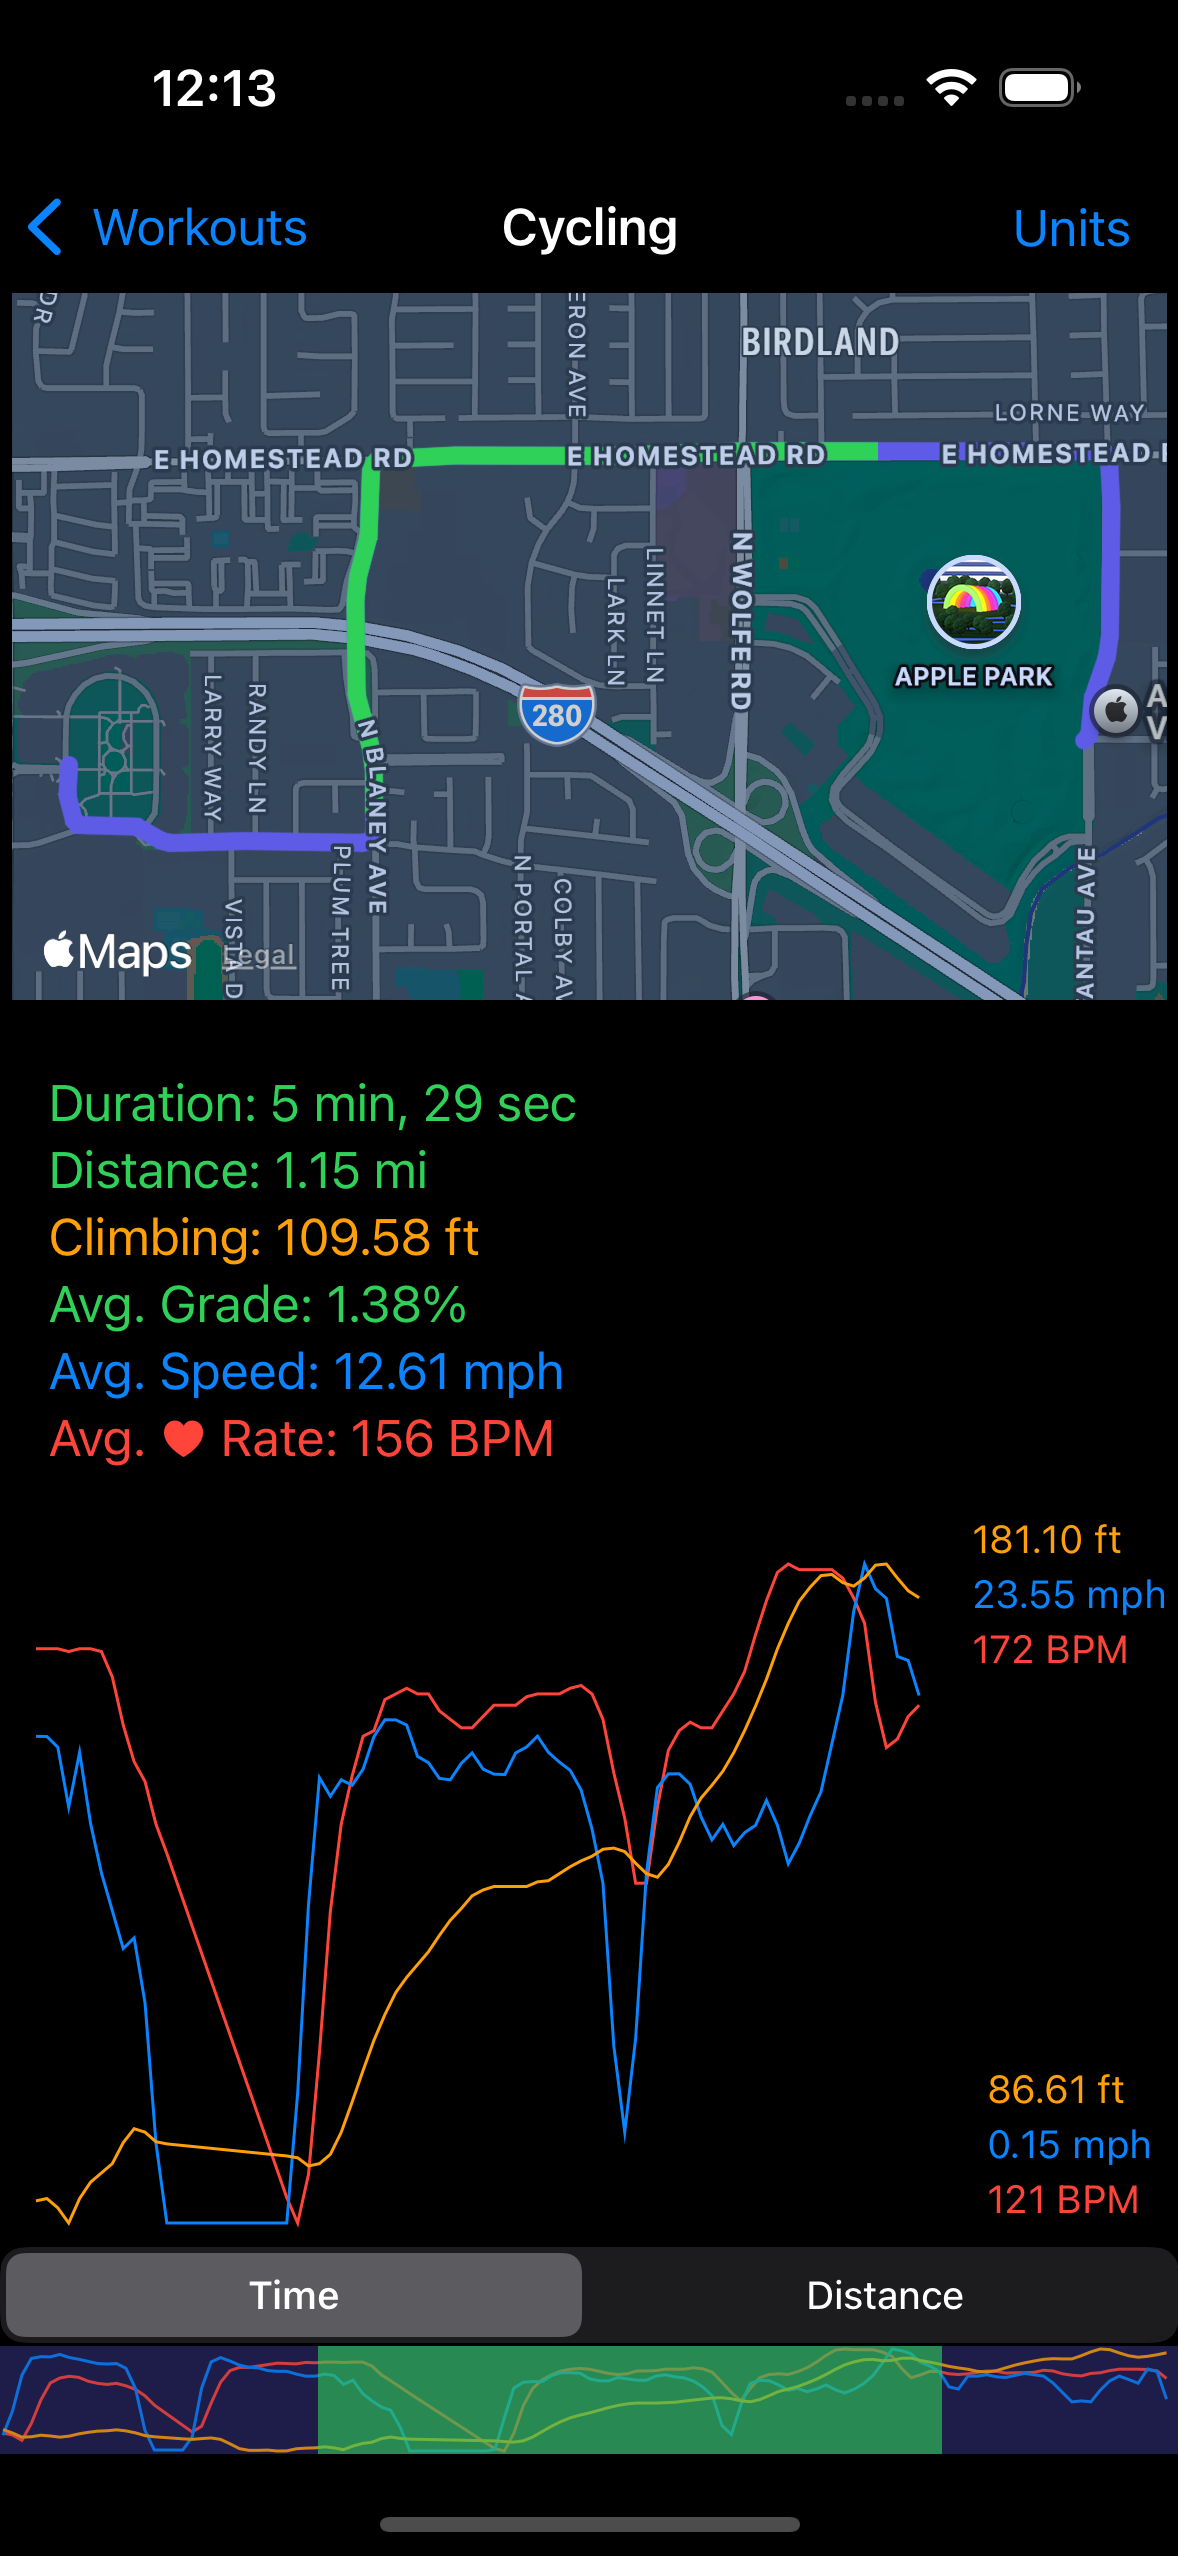 12:13
Workouts
Cycling
Units
DR
ERON AVE
BIRDLAND
LORNE WAY
E HOMESTEAD RD
E HOMESTEAD RD
E HOMESTEAD
N WOLFE RD
LINNET LN
LARK LN
APPLE PARK
280
LARRY WAY
RANDY LN
N BLANEY AVE
A
V
PLUM TREE
N PORTAL A
COLBY AV
VISTA D
ANTAU AVE
Maps
Legal
Duration: 5 min, 29 sec
Distance: 1.15 mi
Climbing: 109.58 ft
Avg. Grade: 1.38%
Avg. Speed: 12.61 mph
Avg. ♥ Rate: 156 BPM
181.10 ft
23.55 mph
172 BPM
86.61 ft
0.15 mph
121 BPM
Time
Distance